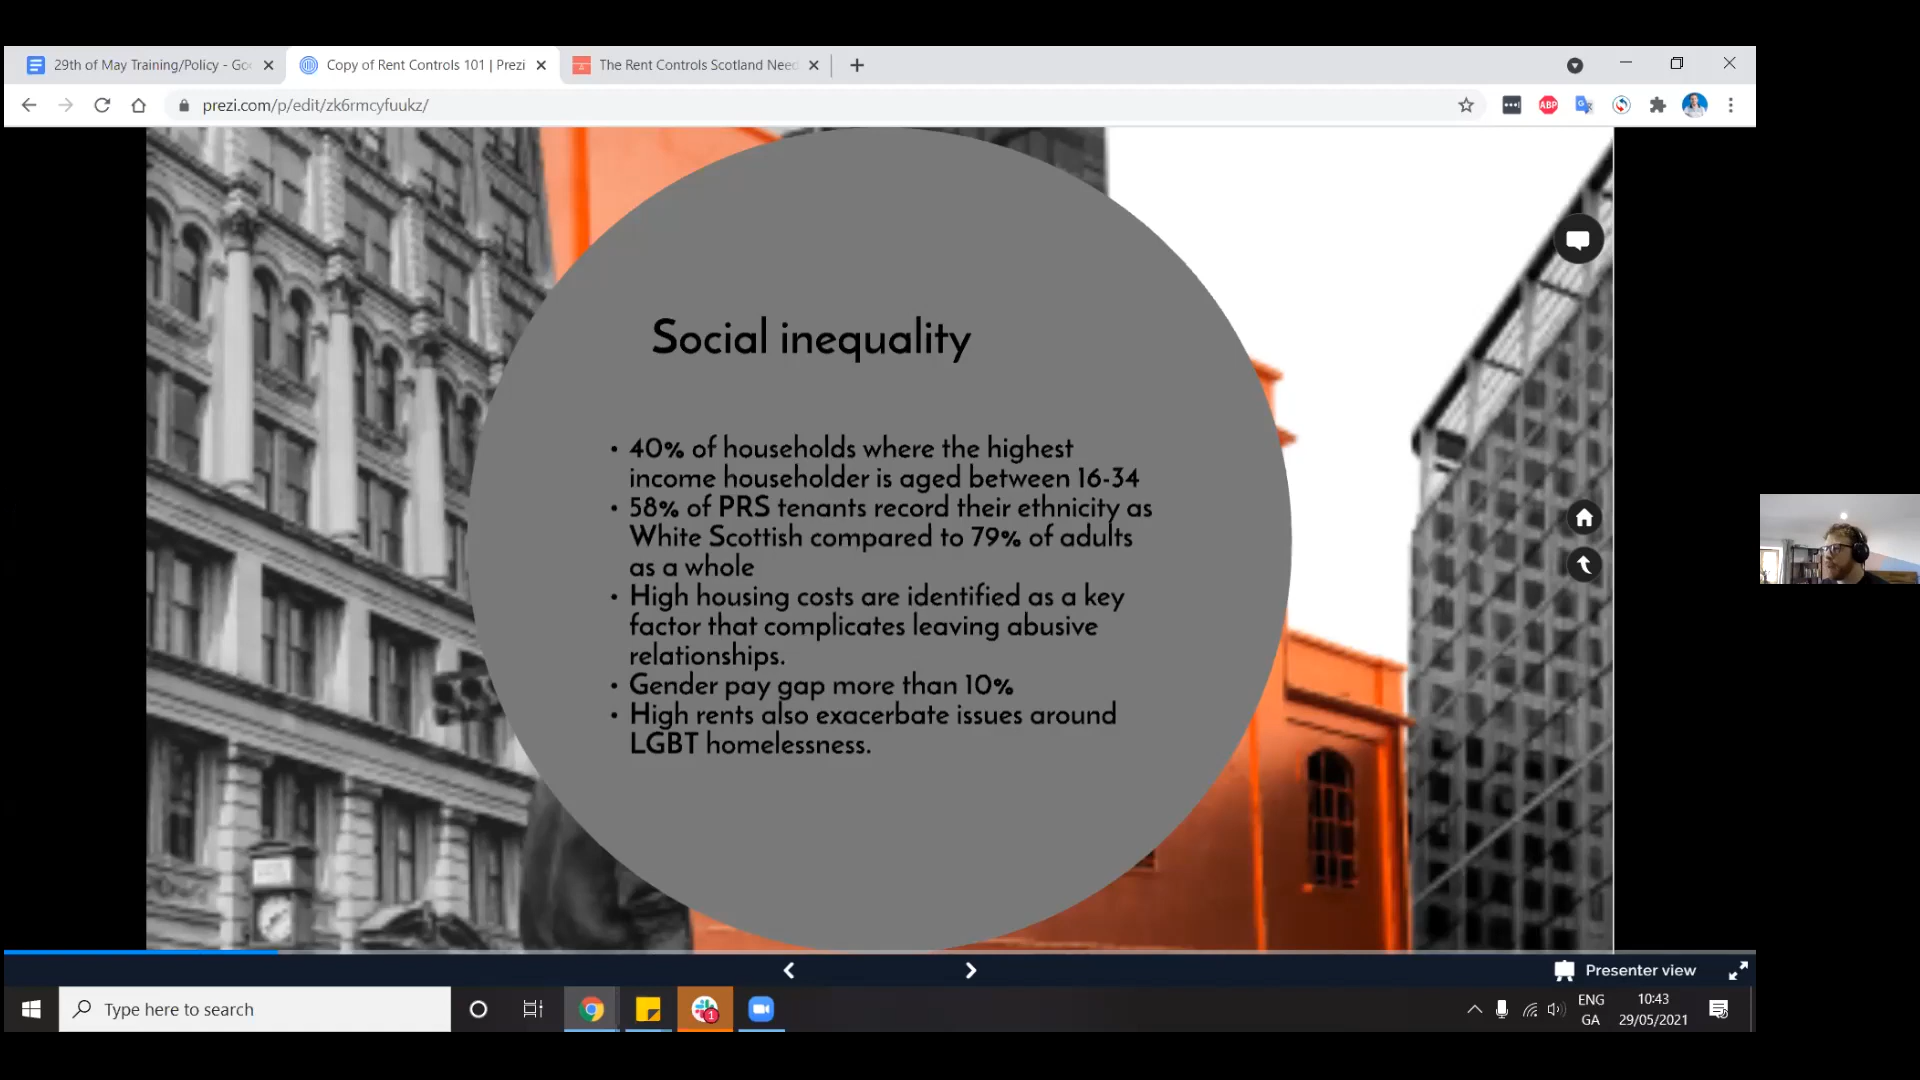 29th of May Training/Policy - Go
Copy of Rent Controls 101 | Prezi
The Rent Controls Scotland Need
prezi.com/p/edit/zk6rmcyfuukz/
ABP
Social inequality
• 40% of households where the highest
income householder is aged between 16-34
• 58% of PRS tenants record their ethnicity as
White Scottish compared to 79% of adults
as a whole
• High housing costs are identified as a key
factor that complicates leaving abusive
relationships.
• Gender pay gap more than 10%
• High rents also exacerbate issues around
LGBT homelessness.
Presenter view
Type here to search
1
ENG
GA
10:43
29/05/2021